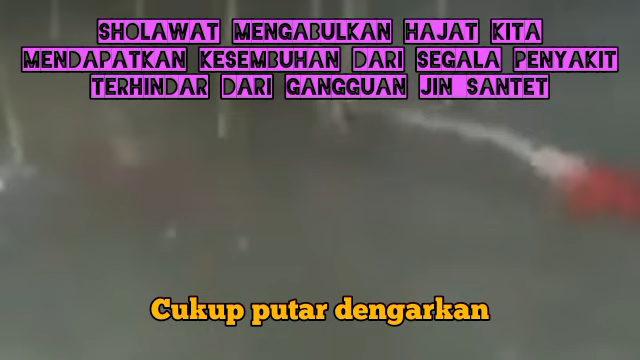 SHOLAWAT MENGABULKAN HAJAT KITA
MENDAPATKAN KESEMBUHAN DARI SEGALA PENYAKIT
TERHINDAR DARI GANGGUAN JIN SANTET
Cukup putar dengarkan